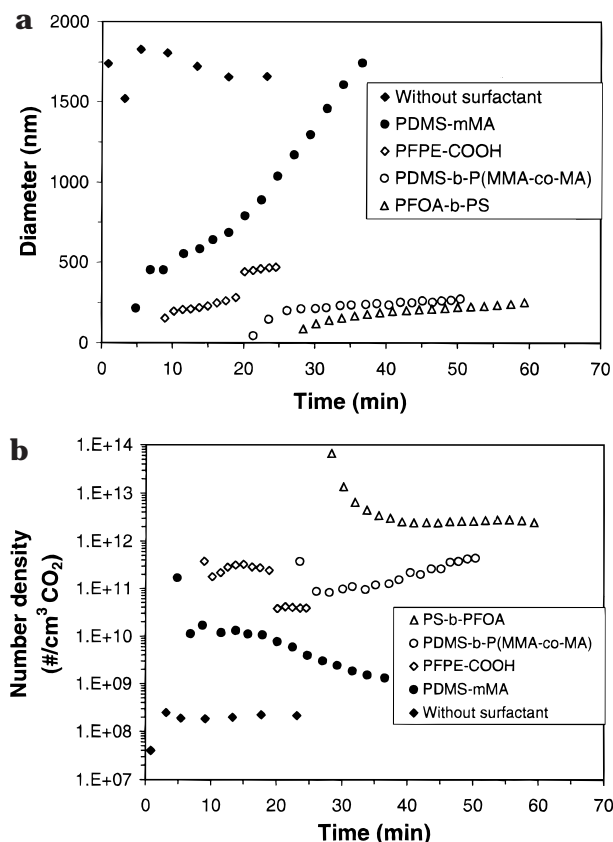 a
2000
1500
1000
500
0
Diameter (nm)
◆ Without surfactant
● PDMS-mMA
◇ PFPE-COOH
○ PDMS-b-P(MMA-co-MA)
△ PFOA-b-PS
0 10 20 30 40 50 60 70
Time (min)
b
1.E+14
1.E+13
1.E+12
1.E+11
1.E+10
1.E+09
1.E+08
1.E+07
Number density
(#/cm³ CO₂)
△ PS-b-PFOA
○ PDMS-b-P(MMA-co-MA)
◇ PFPE-COOH
● PDMS-mMA
◆ Without surfactant
0 10 20 30 40 50 60 70
Time (min)